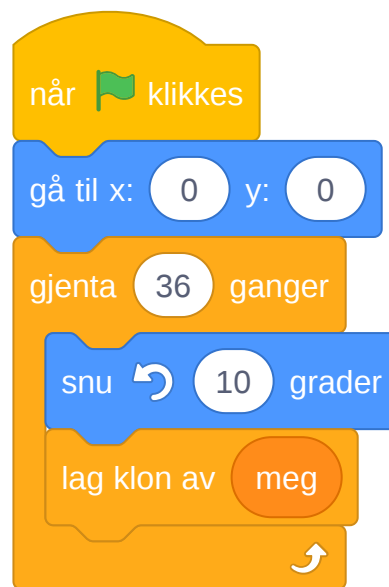 når klikkes
gå til x: 0 y: 0
gjenta 36 ganger
snu 10 grader
lag klon av meg